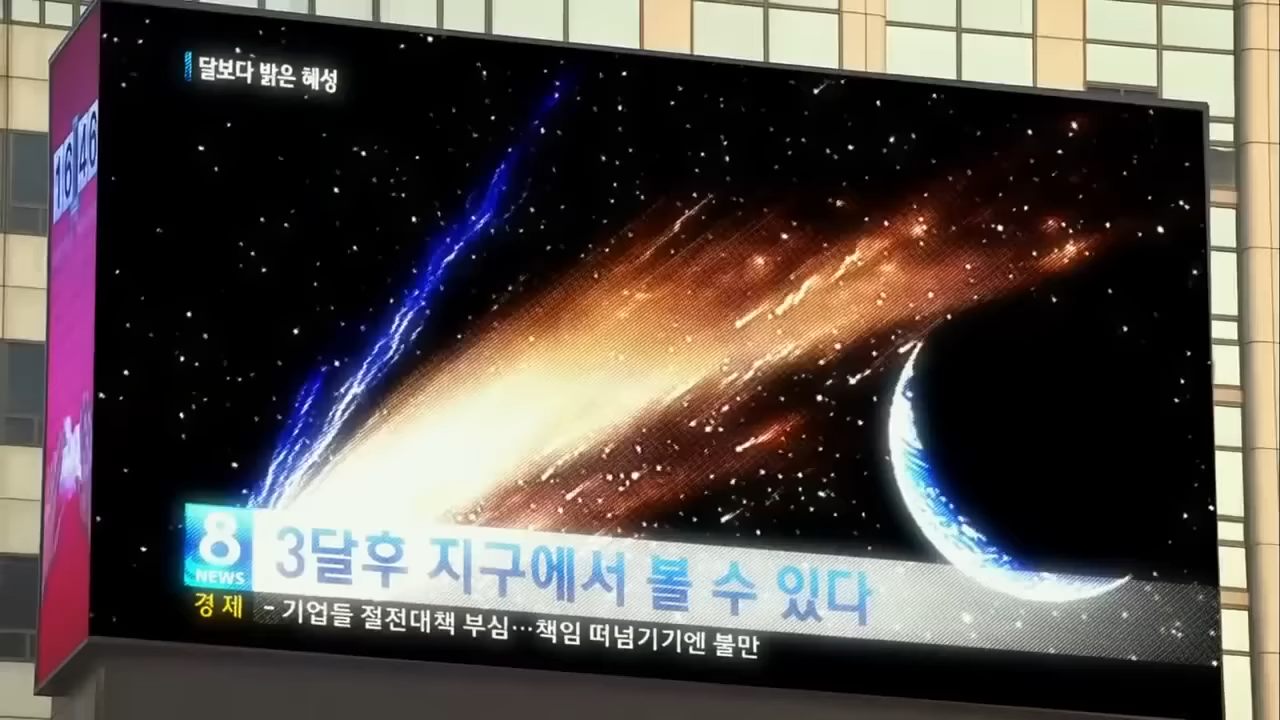 달보다 밝은 혜성
16 46
8
NEWS
3달후 지구에서 볼 수 있다
경제 - 기업들 절전대책 부심…책임 떠넘기기엔 불만